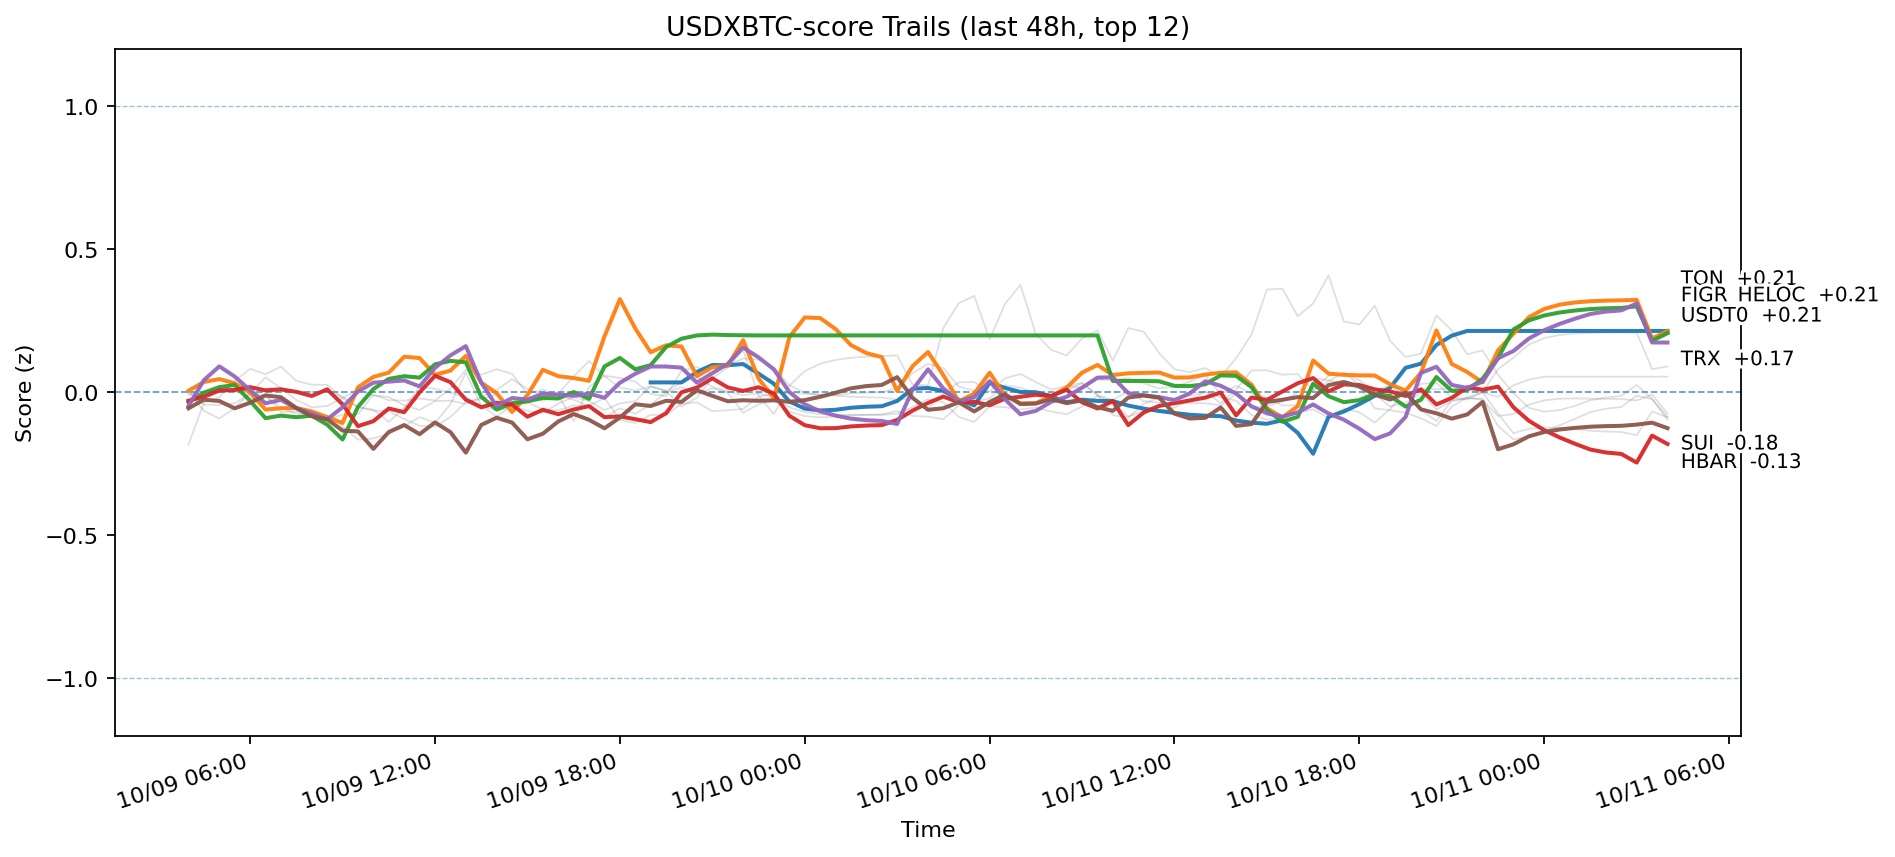 USDXBTC-score Trails (last 48h, top 12)
Score (z)
1.0
0.5
0.0
−0.5
−1.0
TON +0.21
FIGR_HELOC +0.21
USDT0 +0.21
TRX +0.17
SUI -0.18
HBAR -0.13
10/09 06:00
10/09 12:00
10/09 18:00
10/10 00:00
10/10 06:00
10/10 12:00
10/10 18:00
10/11 00:00
10/11 06:00
Time